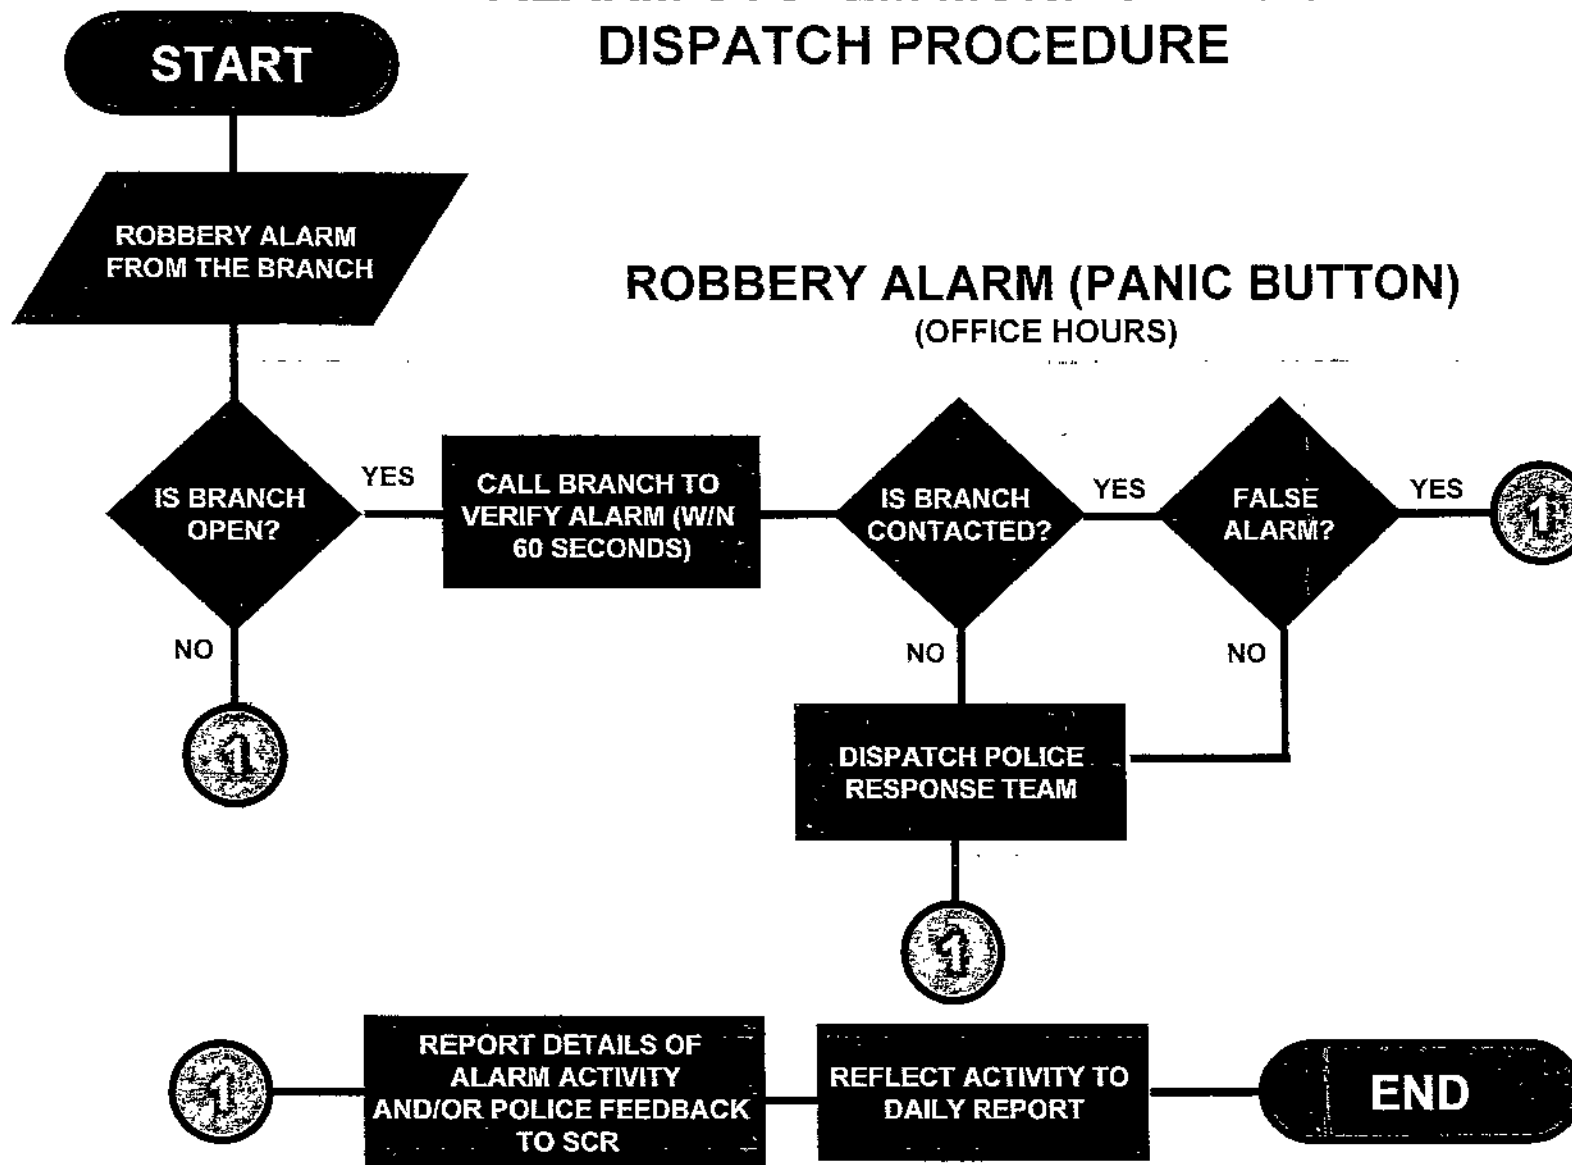 DISPATCH PROCEDURE
START
ROBBERY ALARM
FROM THE BRANCH
ROBBERY ALARM (PANIC BUTTON)
(OFFICE HOURS)
IS BRANCH
OPEN?
YES
CALL BRANCH TO
VERIFY ALARM (W/N
60 SECONDS)
IS BRANCH
CONTACTED?
YES
FALSE
ALARM?
YES
1
NO
1
NO
NO
DISPATCH POLICE
RESPONSE TEAM
1
1
REPORT DETAILS OF
ALARM ACTIVITY
AND/OR POLICE FEEDBACK
TO SCR
REFLECT ACTIVITY TO
DAILY REPORT
END